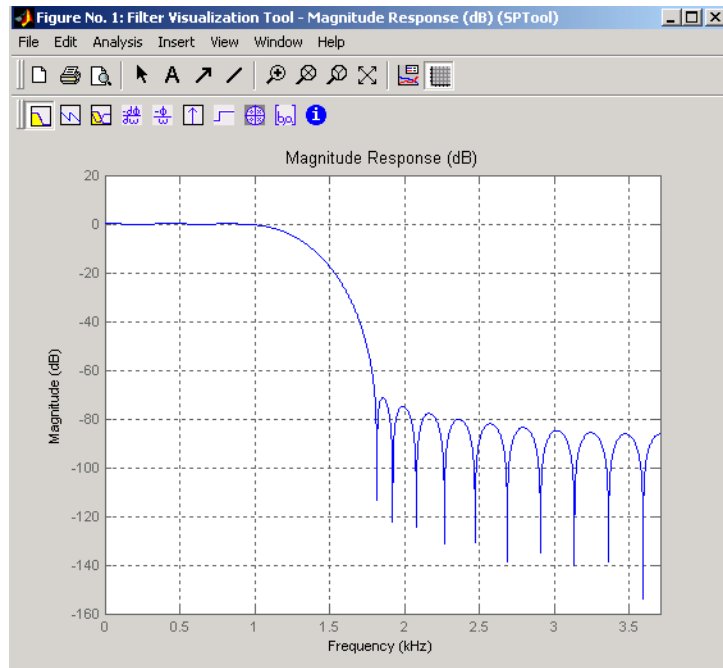 Figure No. 1: Filter Visualization Tool - Magnitude Response (dB) (SPTool)
File Edit Analysis Insert View Window Help
A
Magnitude Response (dB)
20
0
-20
-40
-60
-80
-100
-120
-140
-160
Magnitude (dB)
0 0.5 1 1.5 2 2.5 3 3.5
Frequency (kHz)